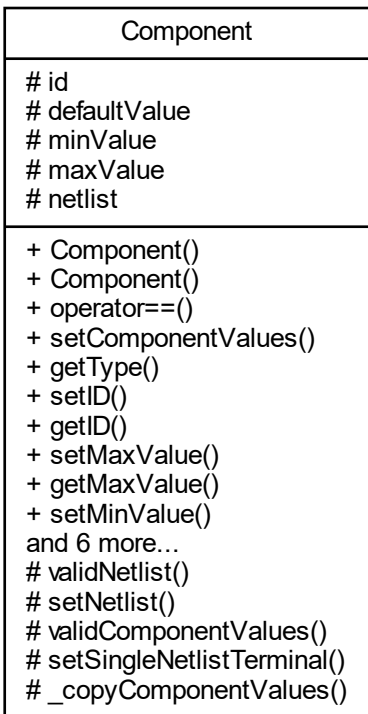 Component
# id
# defaultValue
# minValue
# maxValue
# netlist
+ Component()
+ Component()
+ operator==()
+ setComponentValues()
+ getType()
+ setID()
+ getID()
+ setMaxValue()
+ getMaxValue()
+ setMinValue()
and 6 more...
# validNetlist()
# setNetlist()
# validComponentValues()
# setSingleNetlistTerminal()
# _copyComponentValues()